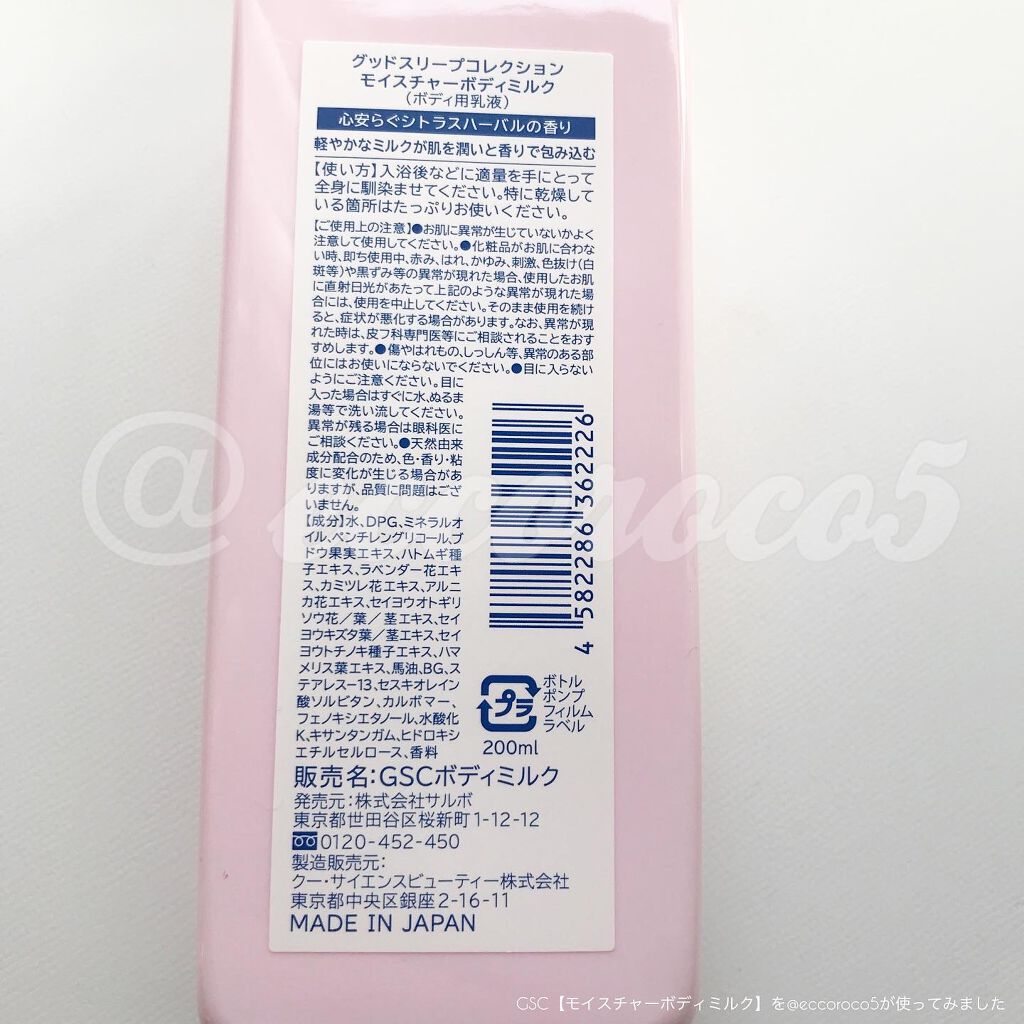 グッドスリープコレクション
モイスチャーボディミルク
(ボディ用乳液)
心安らぐシトラスハーバルの香り
軽やかなミルクが肌を潤いと香りで包み込む
【使い方】入浴後などに適量を手にとって
全身に馴染ませてください。特に乾燥して
いる箇所はたっぷりお使いください。
【ご使用上の注意】●お肌に異常が生じていないかよく
注意して使用してください。●化粧品がお肌に合わな
い時、即ち使用中、赤み、はれ、かゆみ、刺激、色抜け(白
斑等)や黒ずみ等の異常が現れた場合、使用したお肌
に直射日光があたって上記のような異常が現れた場
合には、使用を中止してください。そのまま使用を続け
ると、症状が悪化する場合があります。なお、異常が現
れた時は、皮フ科専門医等にご相談されることをおす
すめします。●傷やはれもの、しっしん等、異常のある部
位にはお使いにならないでください。●目に入らない
ようにご注意ください。目に
入った場合はすぐに水、ぬるま
湯等で洗い流してください。
異常が残る場合は眼科医に
ご相談ください。●天然由来
成分配合のため、色・香り・粘
度に変化が生じる場合があ
りますが、品質に問題はござ
いません。
【成分】水、DPG、ミネラルオ
イル、ペンチレングリコール、ブ
ドウ果実エキス、ハトムギ種
子エキス、ラベンダー花エキ
ス、カミツレ花エキス、アルニ
カ花エキス、セイヨウオトギリ
ソウ花/葉/茎エキス、セイ
ヨウキズタ葉/茎エキス、セイ
ヨウトチノキ種子エキス、ハマ
メリス葉エキス、馬油、BG、ス
テアレス-13、セスキオレイン
酸ソルビタン、カルボマー、
フェノキシエタノール、水酸化
K、キサンタンガム、ヒドロキシ
エチルセルロース、香料
4 582286 362226
プラ
ボトル
ポンプ
フィルム
ラベル
200ml
販売名:GSCボディミルク
発売元:株式会社サルボ
東京都世田谷区桜新町1-12-12
0120-452-450
製造販売元:
クー・サイエンスビューティー株式会社
東京都中央区銀座2-16-11
MADE IN JAPAN
@eccoroco5
GSC【モイスチャーボディミルク】を@eccoroco5が使ってみました